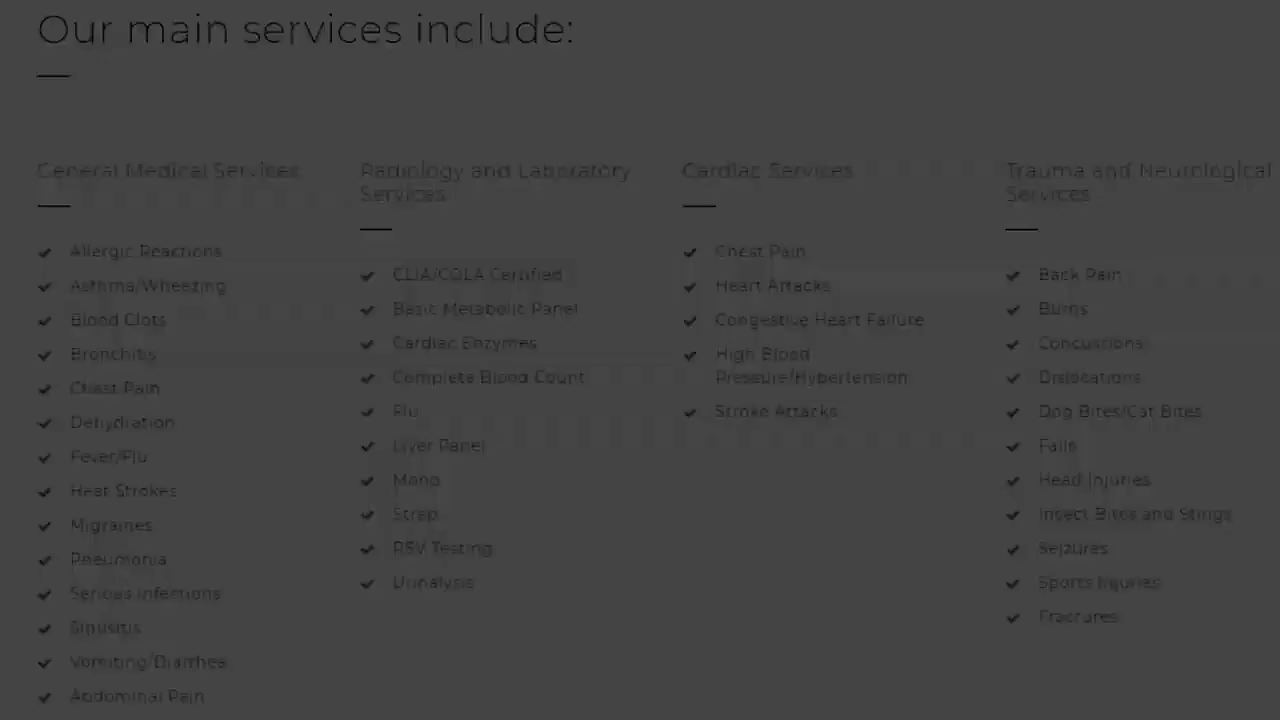 Our main services include:
General Medical Services
Allergic Reactions
Asthma/Wheezing
Blood Clots
Bronchitis
Chest Pain
Dehydration
Fever/Flu
Heat Strokes
Migraines
Pneumonia
Serious Infections
Sinusitis
Vomiting/Diarrhea
Abdominal Pain
Radiology and Laboratory
Services
CLIA/COLA Certified
Basic Metabolic Panel
Cardiac Enzymes
Complete Blood Count
Flu
Liver Panel
Mono
Strep
RSV Testing
Urinalysis
Cardiac Services
Chest Pain
Heart Attacks
Congestive Heart Failure
High Blood
Pressure/Hypertension
Stroke Attacks
Trauma and Neurological
Services
Back Pain
Burns
Concussions
Dislocations
Dog Bites/Cat Bites
Falls
Head Injuries
Insect Bites and Stings
Seizures
Sports Injuries
Fractures